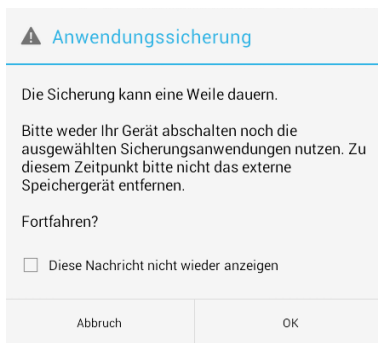 Anwendungssicherung
Die Sicherung kann eine Weile dauern.
Bitte weder Ihr Gerät abschalten noch die
ausgewählten Sicherungsanwendungen nutzen. Zu
diesem Zeitpunkt bitte nicht das externe
Speichergerät entfernen.
Fortfahren?
Diese Nachricht nicht wieder anzeigen
Abbruch
OK